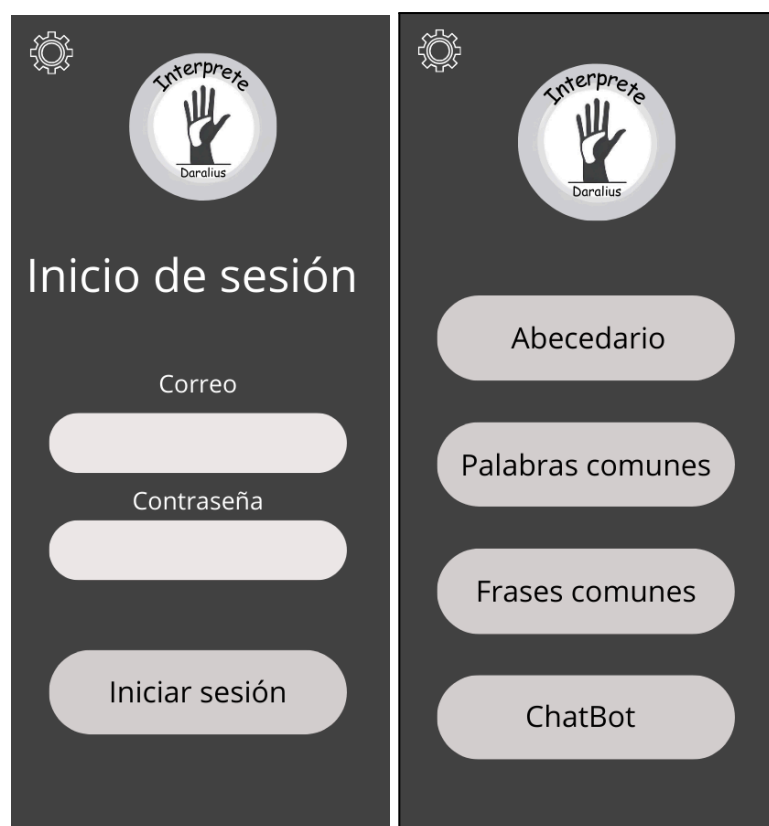 Interprete
Daralius
Inicio de sesión
Correo
Contraseña
Iniciar sesión
Interprete
Daralius
Abecedario
Palabras comunes
Frases comunes
ChatBot